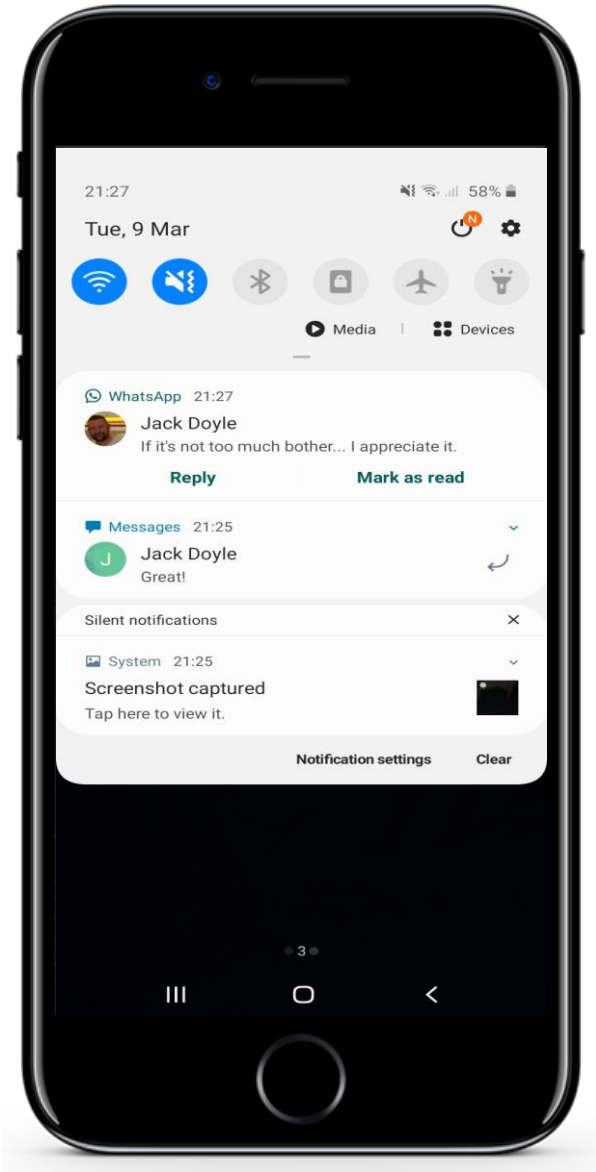 21:27 58%
Tue, 9 Mar N
Media | Devices
WhatsApp 21:27
Jack Doyle
If it's not too much bother... I appreciate it.
Reply Mark as read
Messages 21:25
J Jack Doyle
Great!
Silent notifications
System 21:25
Screenshot captured
Tap here to view it.
Notification settings Clear
3